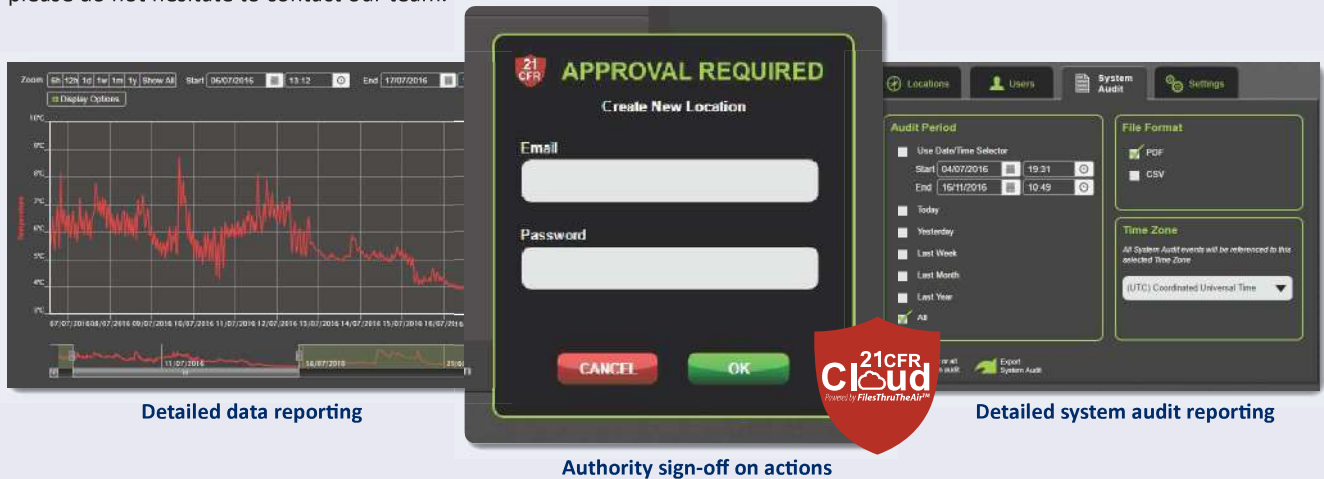 please do not hesitate to contact our team.
Zoom 6h 12h 1d 1w 1m 1y Show All Start 06/07/2016 13:12 End 17/07/2016
Display Options
10°C
9°C
8°C
7°C
6°C
5°C
4°C
3°C
Temperature
07/07/2016 08/07/2016 09/07/2016 10/07/2016 11/07/2016 12/07/2016 13/07/2016 14/07/2016 15/07/2016 16/07/2016
11/07/2016
16/07/2016
Detailed data reporting
21
CFR
APPROVAL REQUIRED
Create New Location
Email
Password
CANCEL OK
Authority sign-off on actions
21CFR
Cloud
Powered by FilesThruTheAir™
Locations Users System Audit Settings
Audit Period
Use Date/Time Selector
Start 04/07/2016 19:31
End 16/11/2016 10:49
Today
Yesterday
Last Week
Last Month
Last Year
All
File Format
PDF
CSV
Time Zone
All System Audit events will be referenced to this
selected Time Zone
(UTC) Coordinated Universal Time
or all
audit
Export
System Audit
Detailed system audit reporting